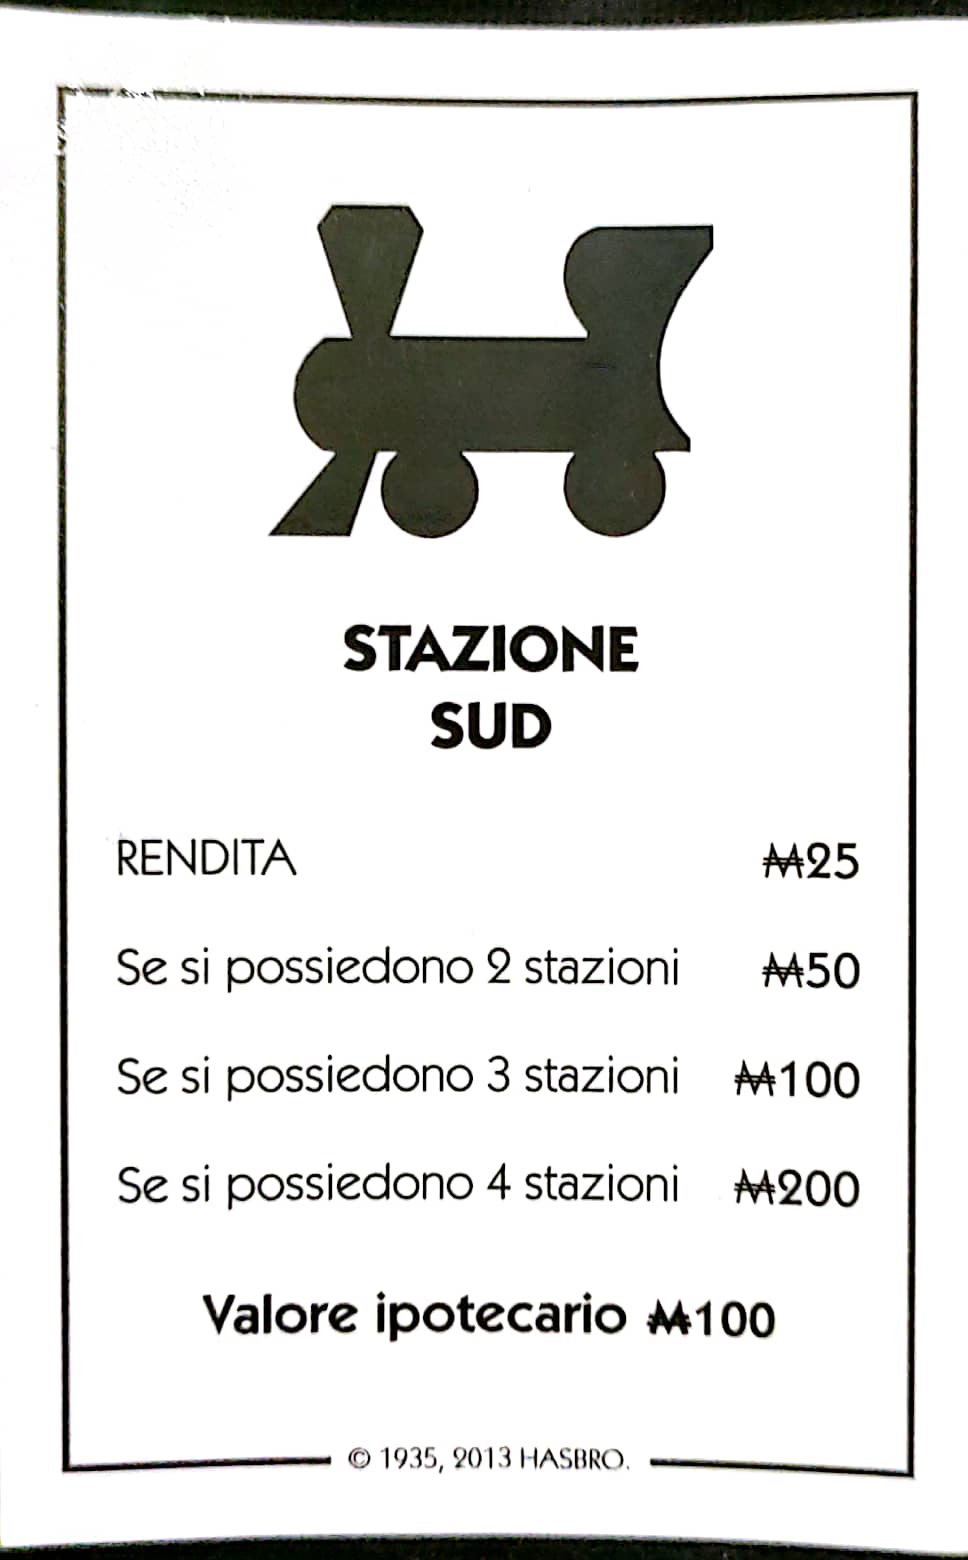 STAZIONE
SUD
RENDITA ₩25
Se si possiedono 2 stazioni ₩50
Se si possiedono 3 stazioni ₩100
Se si possiedono 4 stazioni ₩200
Valore ipotecario ₩100
© 1935, 2013 HASBRO.